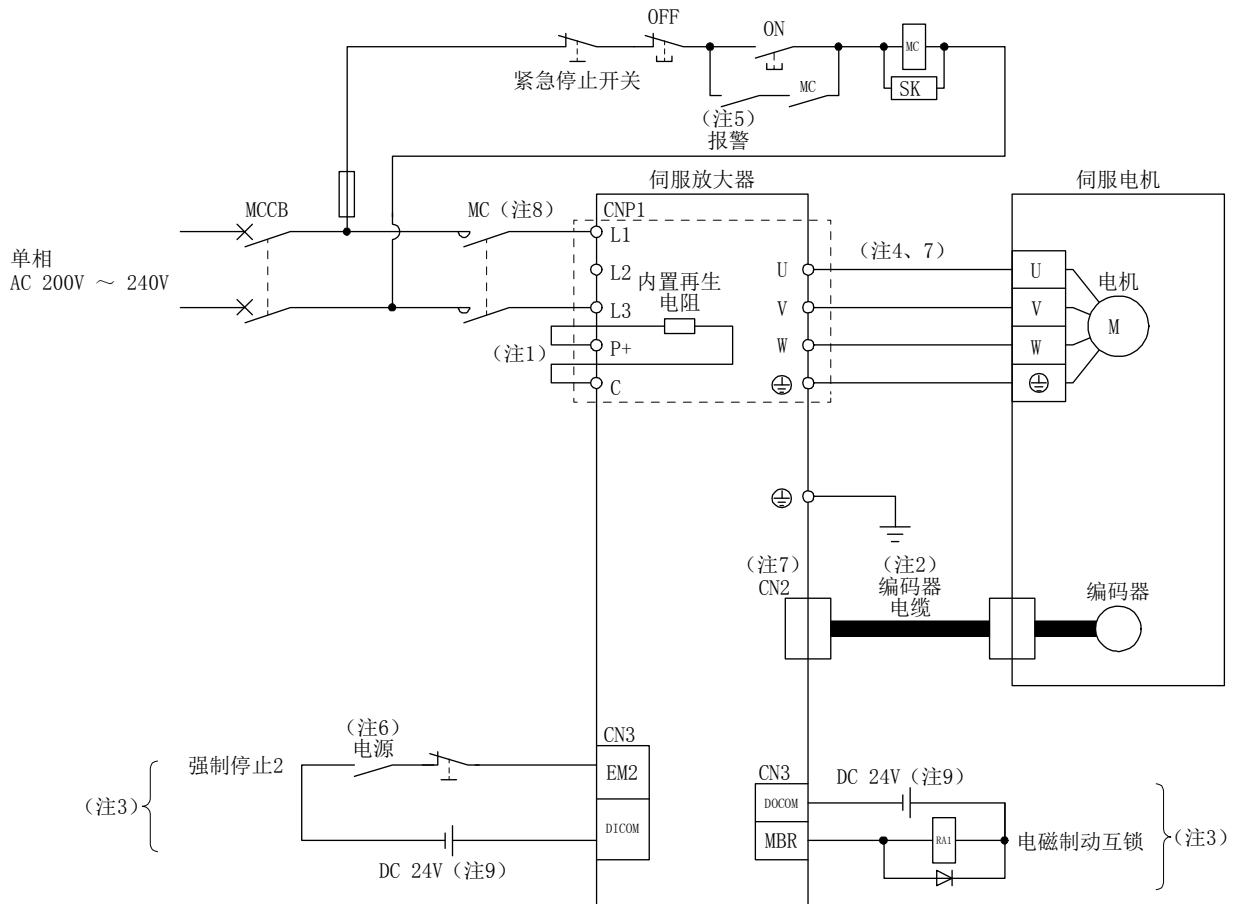 OFF
ON
MC
紧急停止开关
SK
MC
（注5）
报警
伺服放大器
伺服电机
MCCB
MC（注8）
CNP1
L1
单相
AC 200V ～ 240V
L2
内置再生
电阻
U
（注4、7）
U
电机
L3
V
V
M
（注1）
P+
W
W
C
（注7）
CN2
（注2）
编码器
电缆
编码器
（注6）
电源
CN3
强制停止2
EM2
CN3
DC 24V（注9）
（注3）
DOCOM
DICOM
MBR
RA1
电磁制动互锁
（注3）
DC 24V（注9）